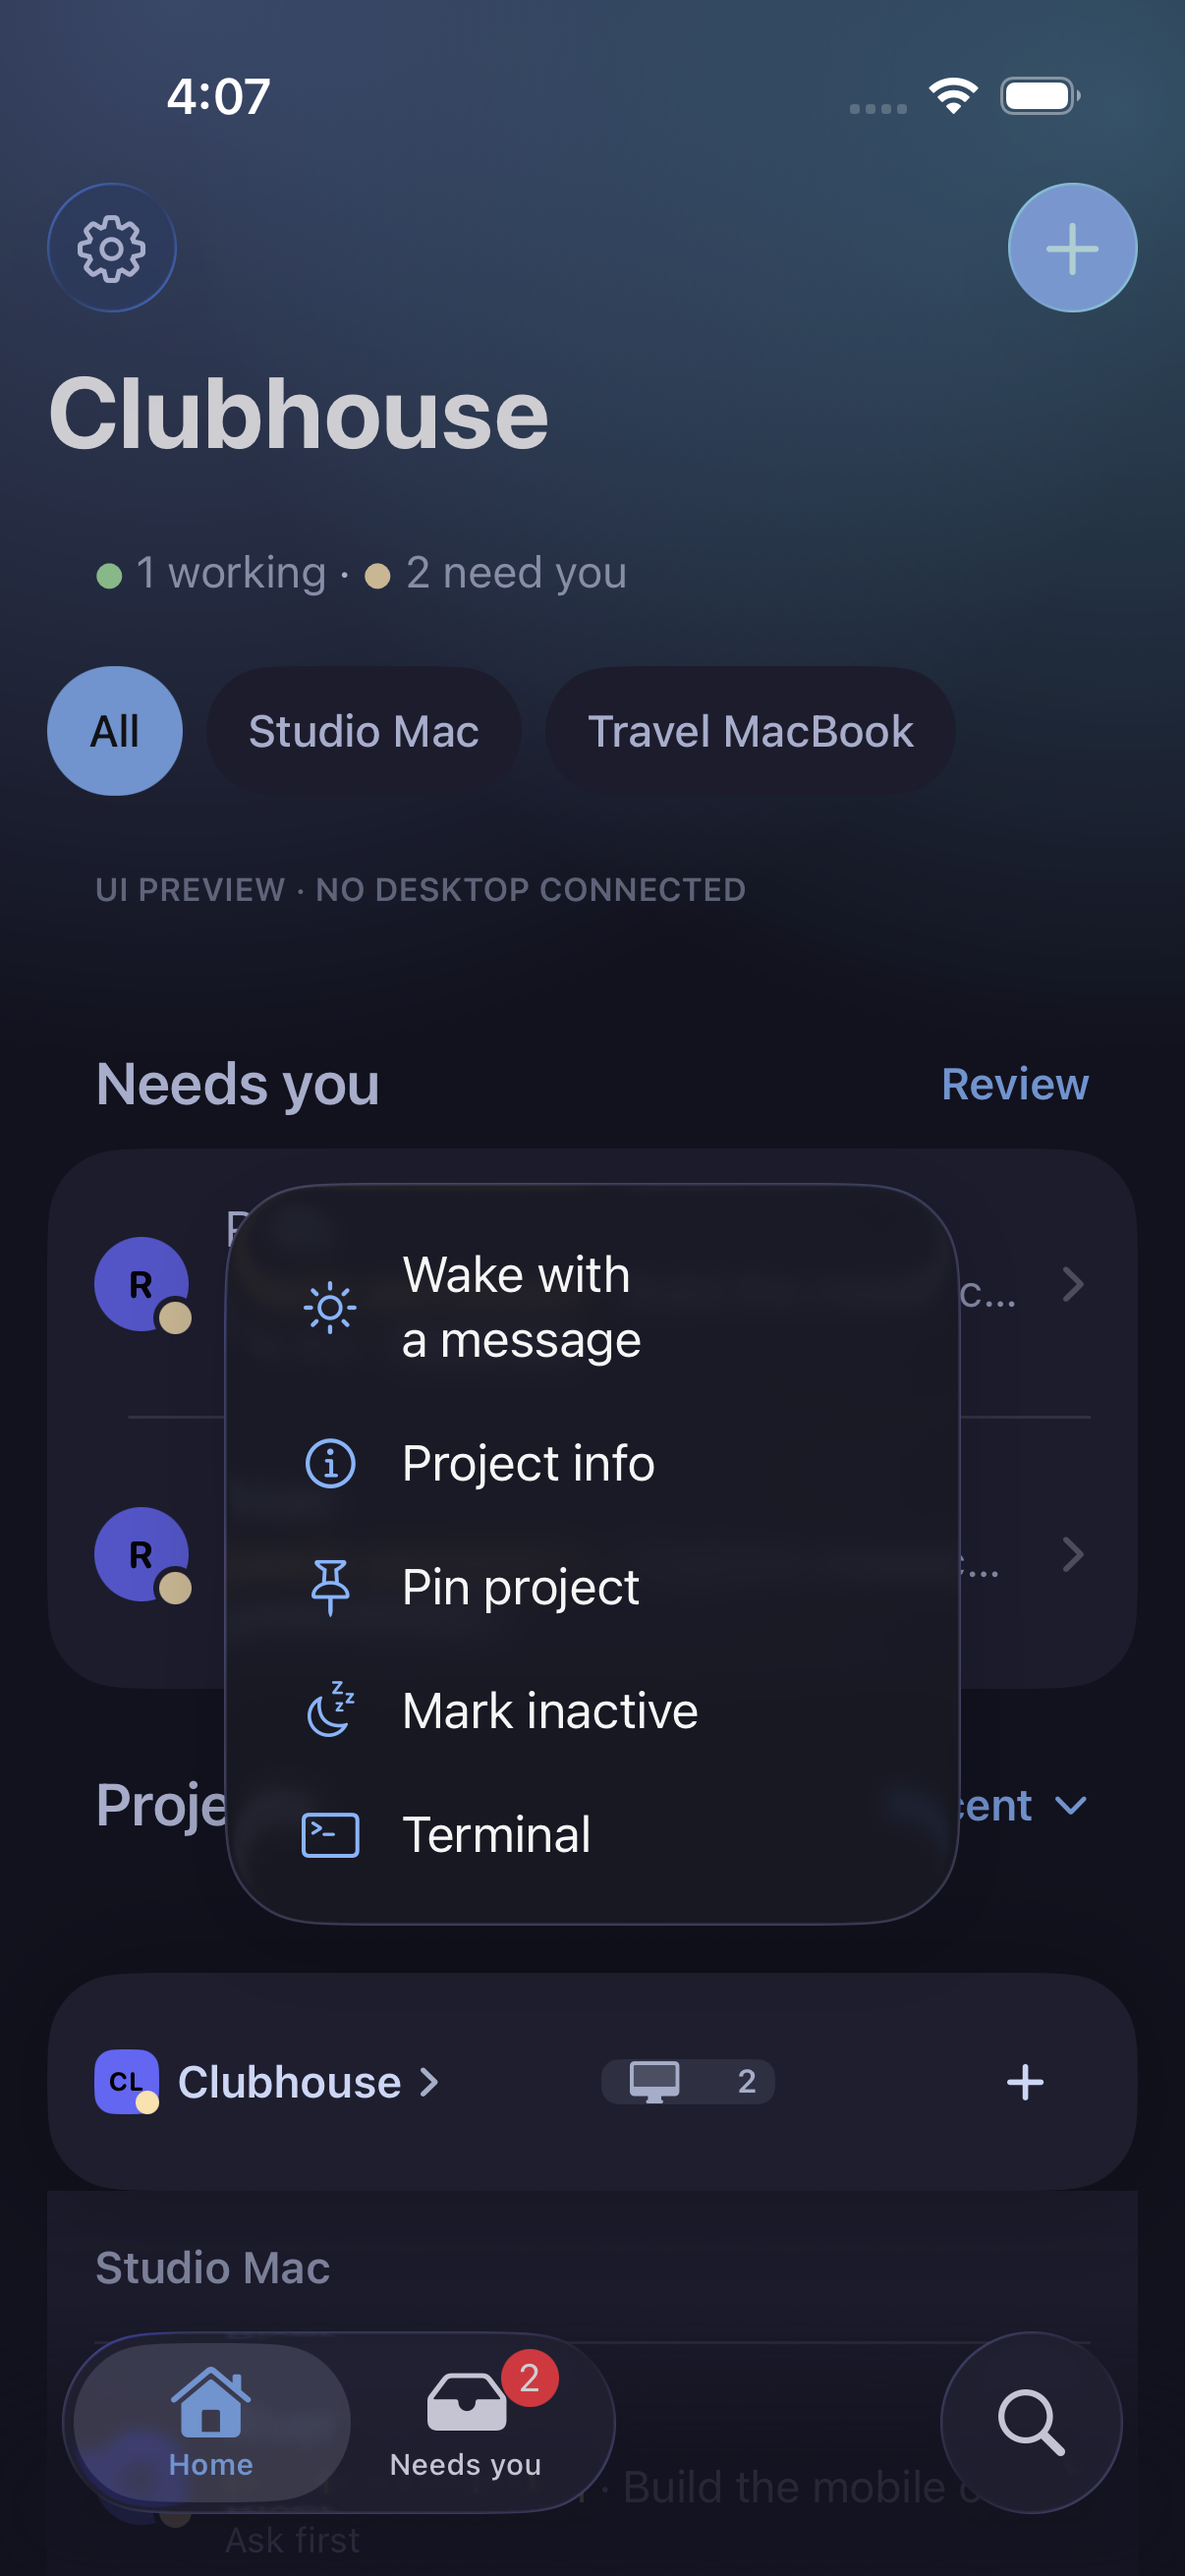 4:07
Clubhouse
1 working · 2 need you
All
Studio Mac
Travel MacBook
UI PREVIEW · NO DESKTOP CONNECTED
Needs you
Review
R
c...
Wake with
a message
Project info
R
Pin project
Mark inactive
Terminal
CL
Clubhouse
2
Studio Mac
2
Home
Needs you
· Build the mobile
Ask first